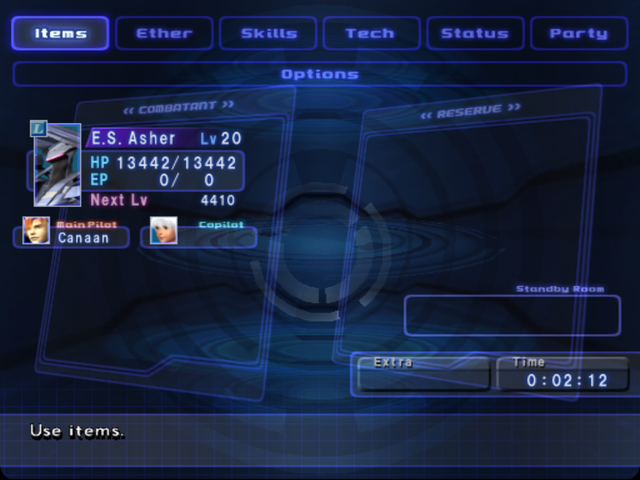 Items Ether Skills Tech Status Party
Options
<< COMBATANT >>
<< RESERVE >>
L
E.S. Asher Lv 20
HP 13442/13442
EP 0/ 0
Next Lv 4410
Main Pilot Copilot
Canaan
Standby Room
Extra Time
0:02:12
Use items.